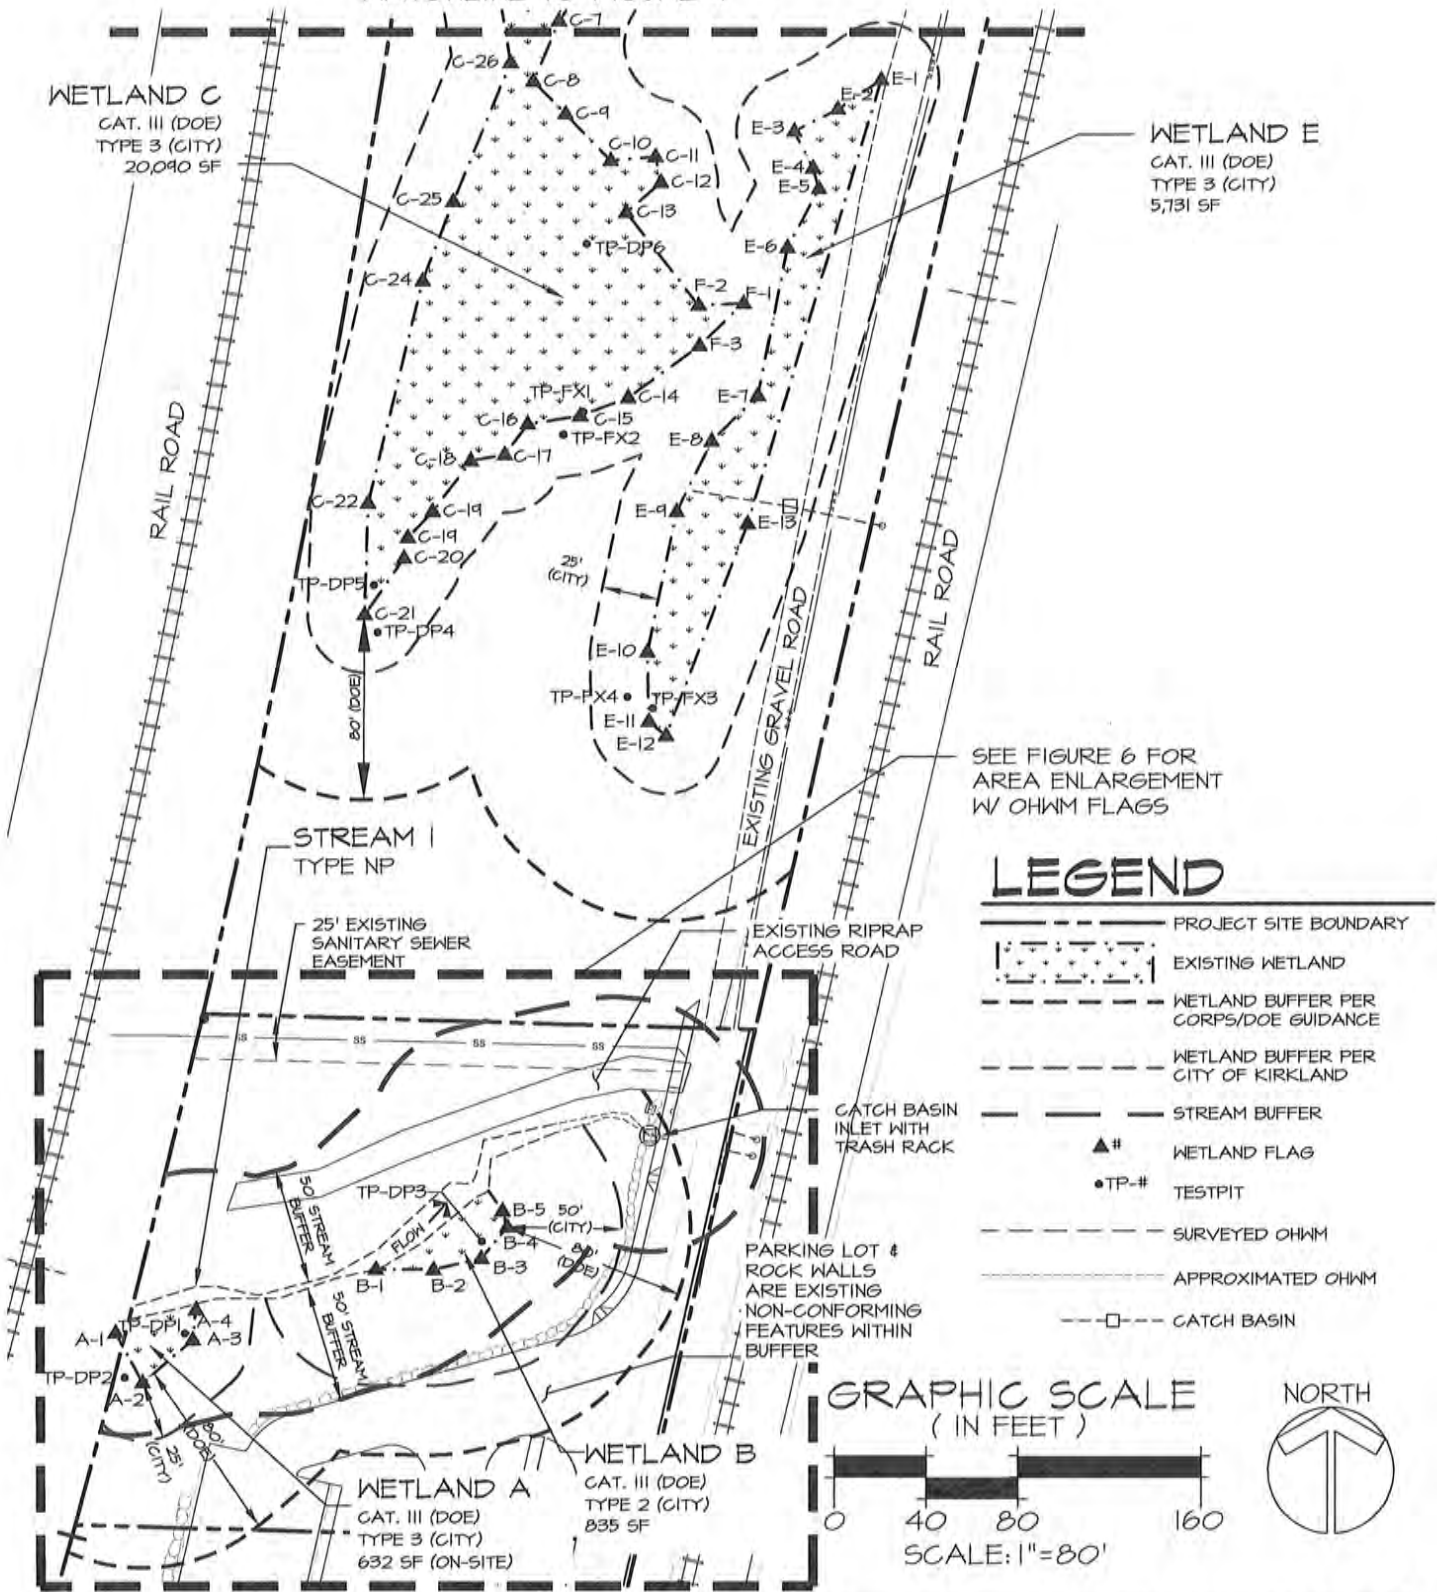 C-7
C-26
C-8
C-9
C-10
C-11
C-12
C-13
C-25
TP-DP6
C-24
F-2
F-1
F-3
TP-FX1
C-14
C-15
C-16
TP-FX2
C-17
C-18
C-22
C-19
C-19
C-20
TP-DP5
C-21
TP-DP4
80' (DOE)
WETLAND C
CAT. III (DOE)
TYPE 3 (CITY)
20,090 SF
E-1
E-2
E-3
E-4
E-5
E-6
E-7
E-8
E-9
E-13
25'
(CITY)
E-10
TP-FX4
TP-FX3
E-11
E-12
WETLAND E
CAT. III (DOE)
TYPE 3 (CITY)
5,731 SF
RAIL ROAD
RAIL ROAD
EXISTING GRAVEL ROAD
SEE FIGURE 6 FOR
AREA ENLARGEMENT
W/ OHWM FLAGS
STREAM 1
TYPE NP
25' EXISTING
SANITARY SEWER
EASEMENT
EXISTING RIPRAP
ACCESS ROAD
SS
SS
SS
SS
CATCH BASIN
INLET WITH
TRASH RACK
TP-DP3
50' STREAM
BUFFER
FLOW
B-5
50'
(CITY)
B-4
80'
(DOE)
B-3
B-2
B-1
50' STREAM
BUFFER
PARKING LOT &
ROCK WALLS
ARE EXISTING
NON-CONFORMING
FEATURES WITHIN
BUFFER
TP-DP1
A-4
A-1
A-3
TP-DP2
A-2
25'
(CITY)
80'
(DOE)
WETLAND A
CAT. III (DOE)
TYPE 3 (CITY)
632 SF (ON-SITE)
WETLAND B
CAT. III (DOE)
TYPE 2 (CITY)
835 SF
LEGEND
PROJECT SITE BOUNDARY
EXISTING WETLAND
WETLAND BUFFER PER
CORPS/DOE GUIDANCE
WETLAND BUFFER PER
CITY OF KIRKLAND
STREAM BUFFER
# WETLAND FLAG
TP-# TESTPIT
SURVEYED OHWM
APPROXIMATED OHWM
CATCH BASIN
GRAPHIC SCALE
( IN FEET )
0 40 80 160
SCALE: 1"=80'
NORTH